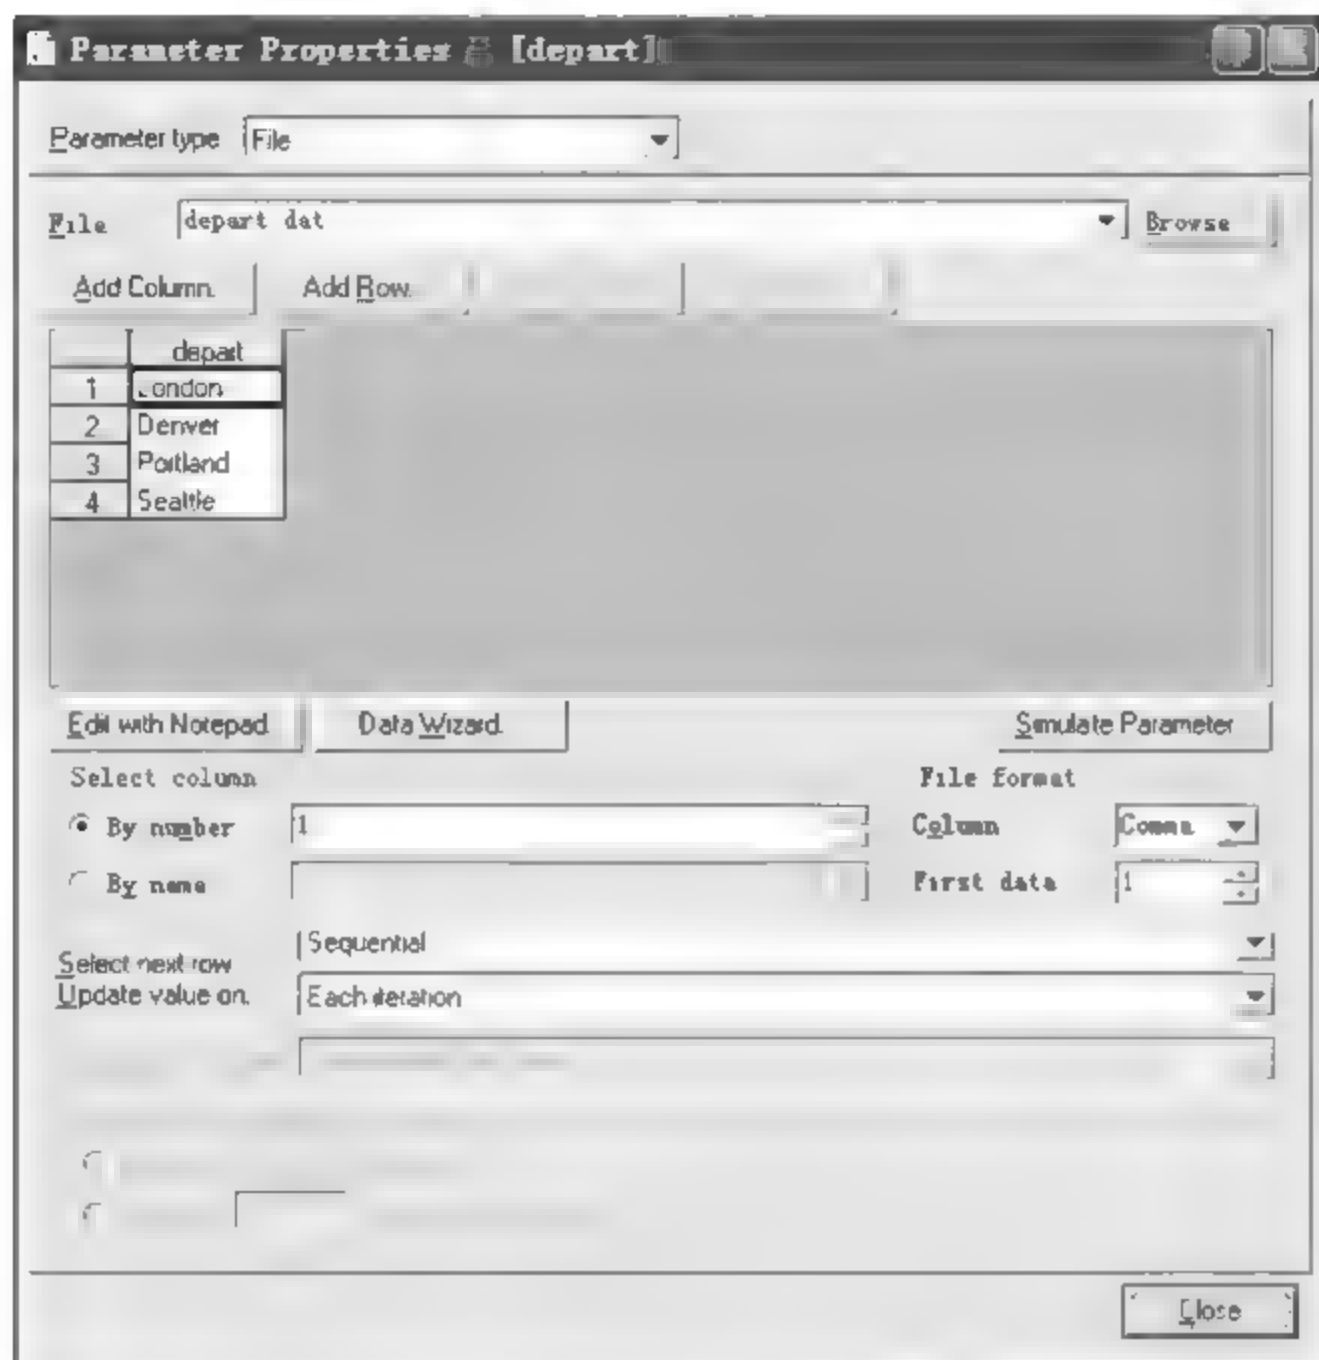 Parameter Properties [depart]
Parameter type File
File depart dat Browse
Add Column. Add Row.
depart
1 London
2 Denver
3 Portland
4 Seattle
Edit with Notepad Data Wizard. Simulate Parameter
Select column File format
By number 1 Column Comma
By name First data 1
Select next row Sequential
Update value on. Each iteration
Close